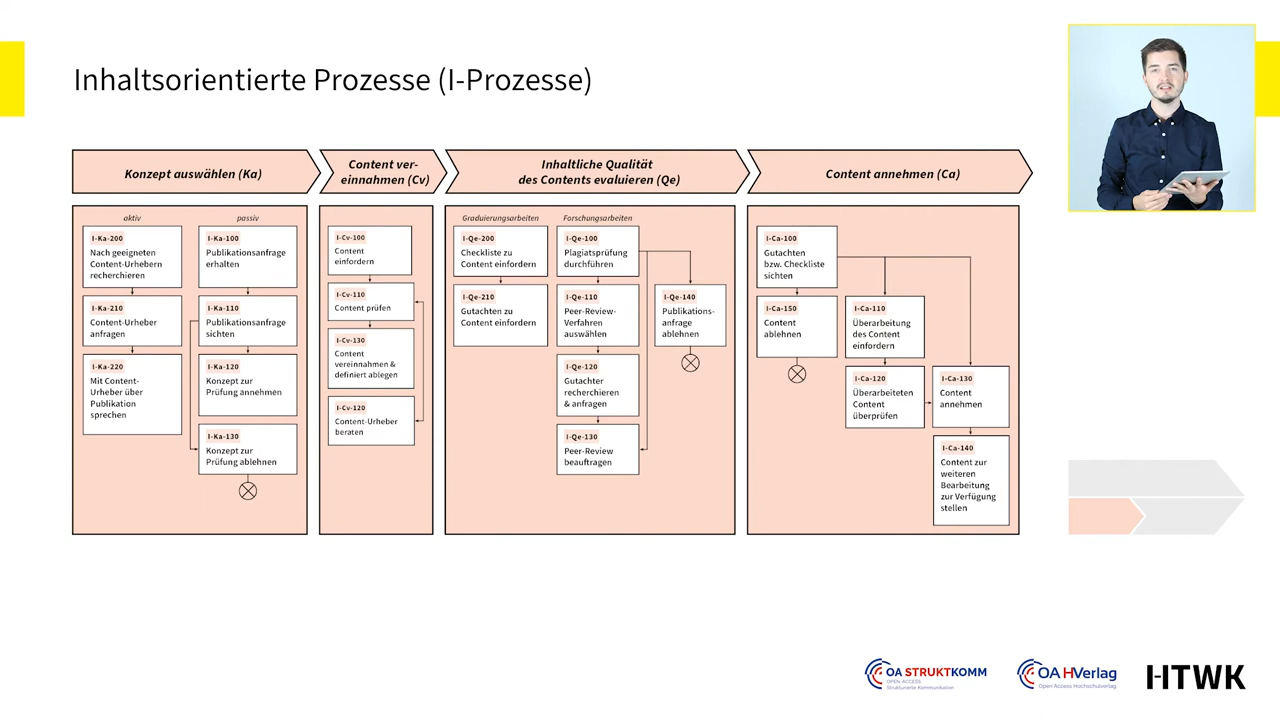 Inhaltsorientierte Prozesse (I-Prozesse)
Konzept auswählen (Ka)
Content ver-
einnahmen (Cv)
Inhaltliche Qualität
des Contents evaluieren (Qe)
Content annehmen (Ca)
aktiv
passiv
I-Ka-200
Nach geeigneten
Content-Urhebern
recherchieren
I-Ka-210
Content-Urheber
anfragen
I-Ka-220
Mit Content-
Urheber über
Publikation
sprechen
I-Ka-100
Publikationsanfrage
erhalten
I-Ka-110
Publikationsanfrage
sichten
I-Ka-120
Konzept zur
Prüfung annehmen
I-Ka-130
Konzept zur
Prüfung ablehnen
I-Cv-100
Content
einfordern
I-Cv-110
Content prüfen
I-Cv-130
Content
vereinnahmen &
definiert ablegen
I-Cv-120
Content-Urheber
beraten
Graduierungsarbeiten
Forschungsarbeiten
I-Qe-200
Checkliste zu
Content einfordern
I-Qe-210
Gutachten zu
Content einfordern
I-Qe-100
Plagiatsprüfung
durchführen
I-Qe-110
Peer-Review-
Verfahren
auswählen
I-Qe-120
Gutachter
recherchieren
& anfragen
I-Qe-130
Peer-Review
beauftragen
I-Qe-140
Publikations-
anfrage
ablehnen
I-Ca-100
Gutachten
bzw. Checkliste
sichten
I-Ca-150
Content
ablehnen
I-Ca-110
Überarbeitung
des Content
einfordern
I-Ca-120
Überarbeiteten
Content
überprüfen
I-Ca-130
Content
annehmen
I-Ca-140
Content zur
weiteren
Bearbeitung
zur Verfügung
stellen
OA STRUKTKOMM
OPEN-ACCESS
Strukturierte Kommunikation
OA HVerlag
Open Access Hochschulverlag
HTWK